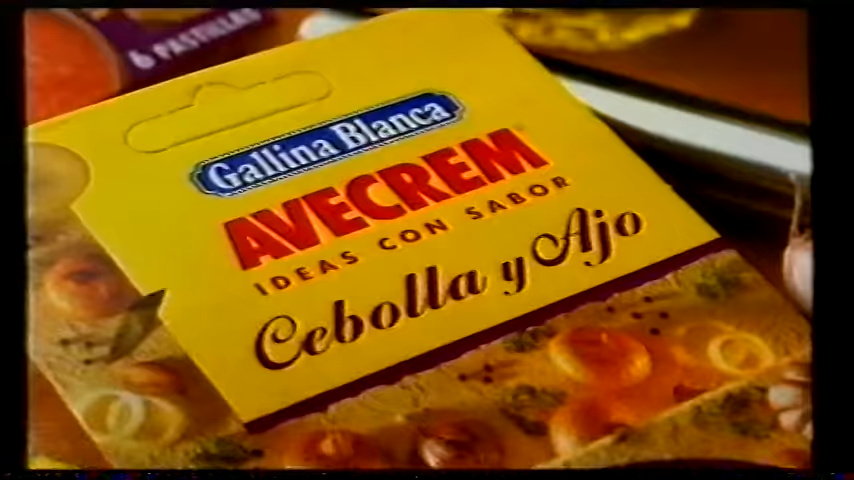 6 PASTILLAS
Gallina Blanca
AVECREM
IDEAS CON SABOR
Cebolla y Ajo